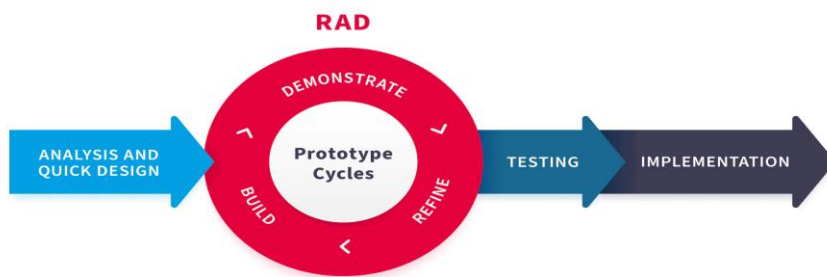 RAD
ANALYSIS AND
QUICK DESIGN
DEMONSTRATE
Prototype
Cycles
BUILD
REFINE
TESTING
IMPLEMENTATION